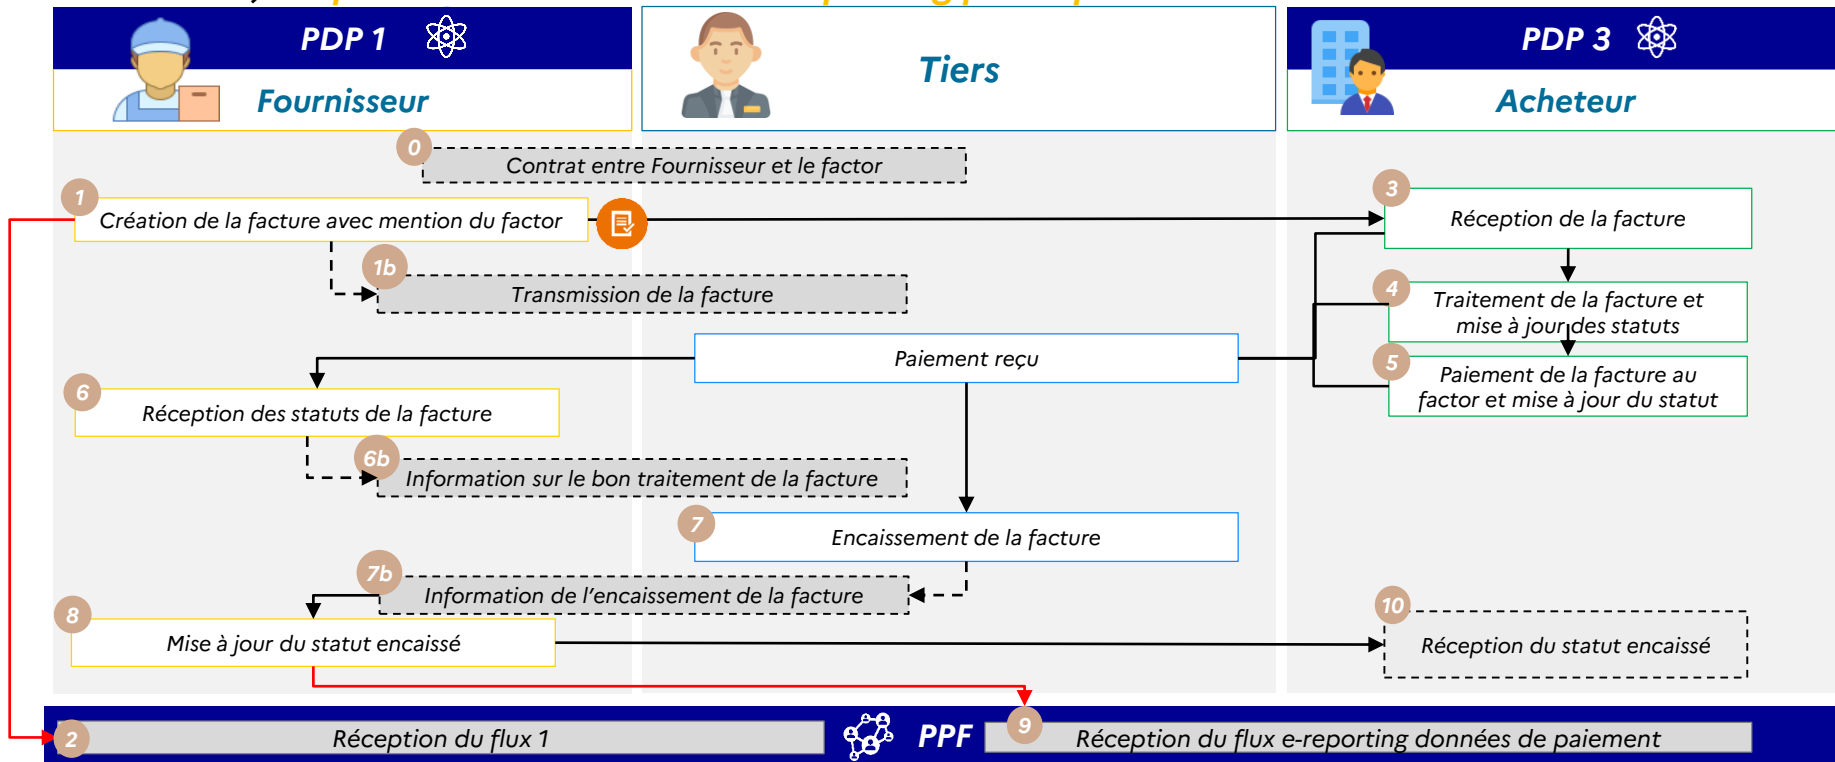 PDP 1
Fournisseur
Tiers
PDP 3
Acheteur
0
Contrat entre Fournisseur et le factor
1
Création de la facture avec mention du factor
3
Réception de la facture
1b
Transmission de la facture
4
Traitement de la facture et
mise à jour des statuts
Paiement reçu
5
Paiement de la facture au
factor et mise à jour du statut
6
Réception des statuts de la facture
6b
Information sur le bon traitement de la facture
7
Encaissement de la facture
7b
Information de l'encaissement de la facture
8
Mise à jour du statut encaissé
10
Réception du statut encaissé
2
Réception du flux 1
PPF
9
Réception du flux e-reporting données de paiement